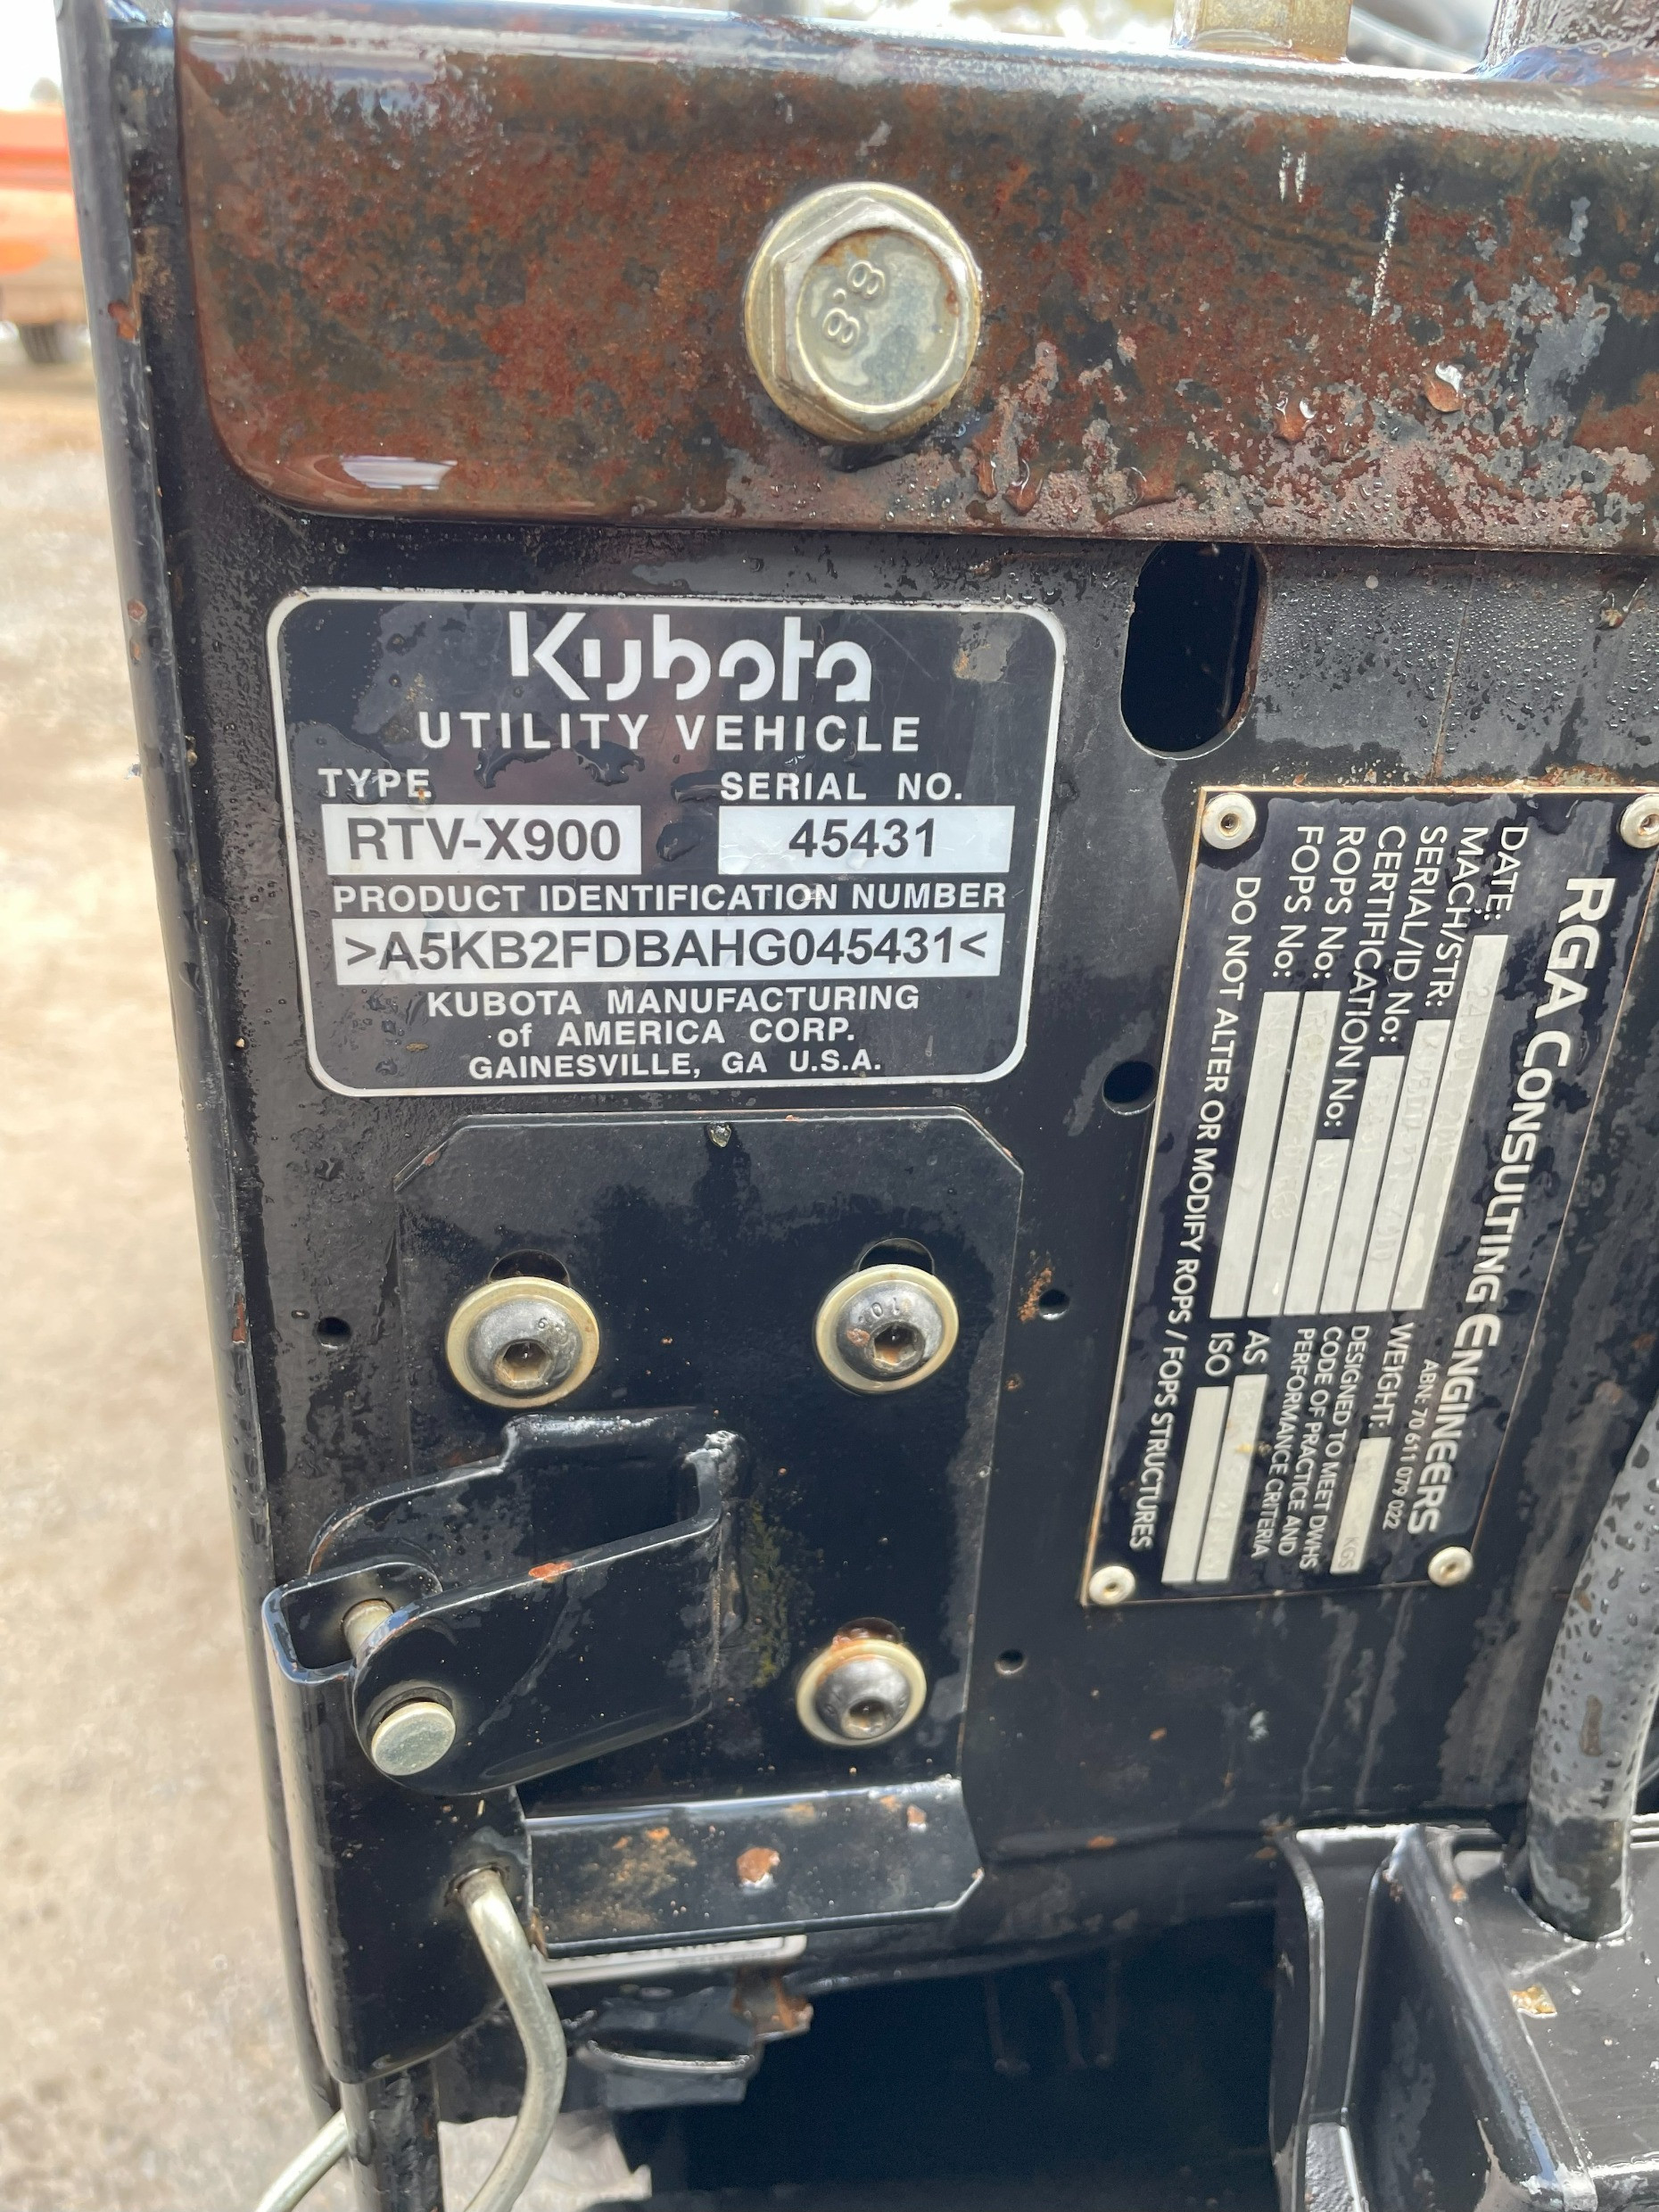 8.8
Kubota
UTILITY VEHICLE
TYPE SERIAL NO.
RTV-X900 45431
PRODUCT IDENTIFICATION NUMBER
>A5KB2FDBAHG045431<
KUBOTA MANUFACTURING
of AMERICA CORP.
GAINESVILLE, GA U.S.A.
RGA CONSULTING ENGINEERS
ABN: 70 611 079 022
DATE:
MACH/STR:
SERIAL/ID No:
WEIGHT: KGS
CERTIFICATION No:
DESIGNED TO MEET DWHS
CODE OF PRACTICE AND
PERFORMANCE CRITERIA
ROPS No:
AS
FOPS No:
ISO
DO NOT ALTER OR MODIFY ROPS / FOPS STRUCTURES